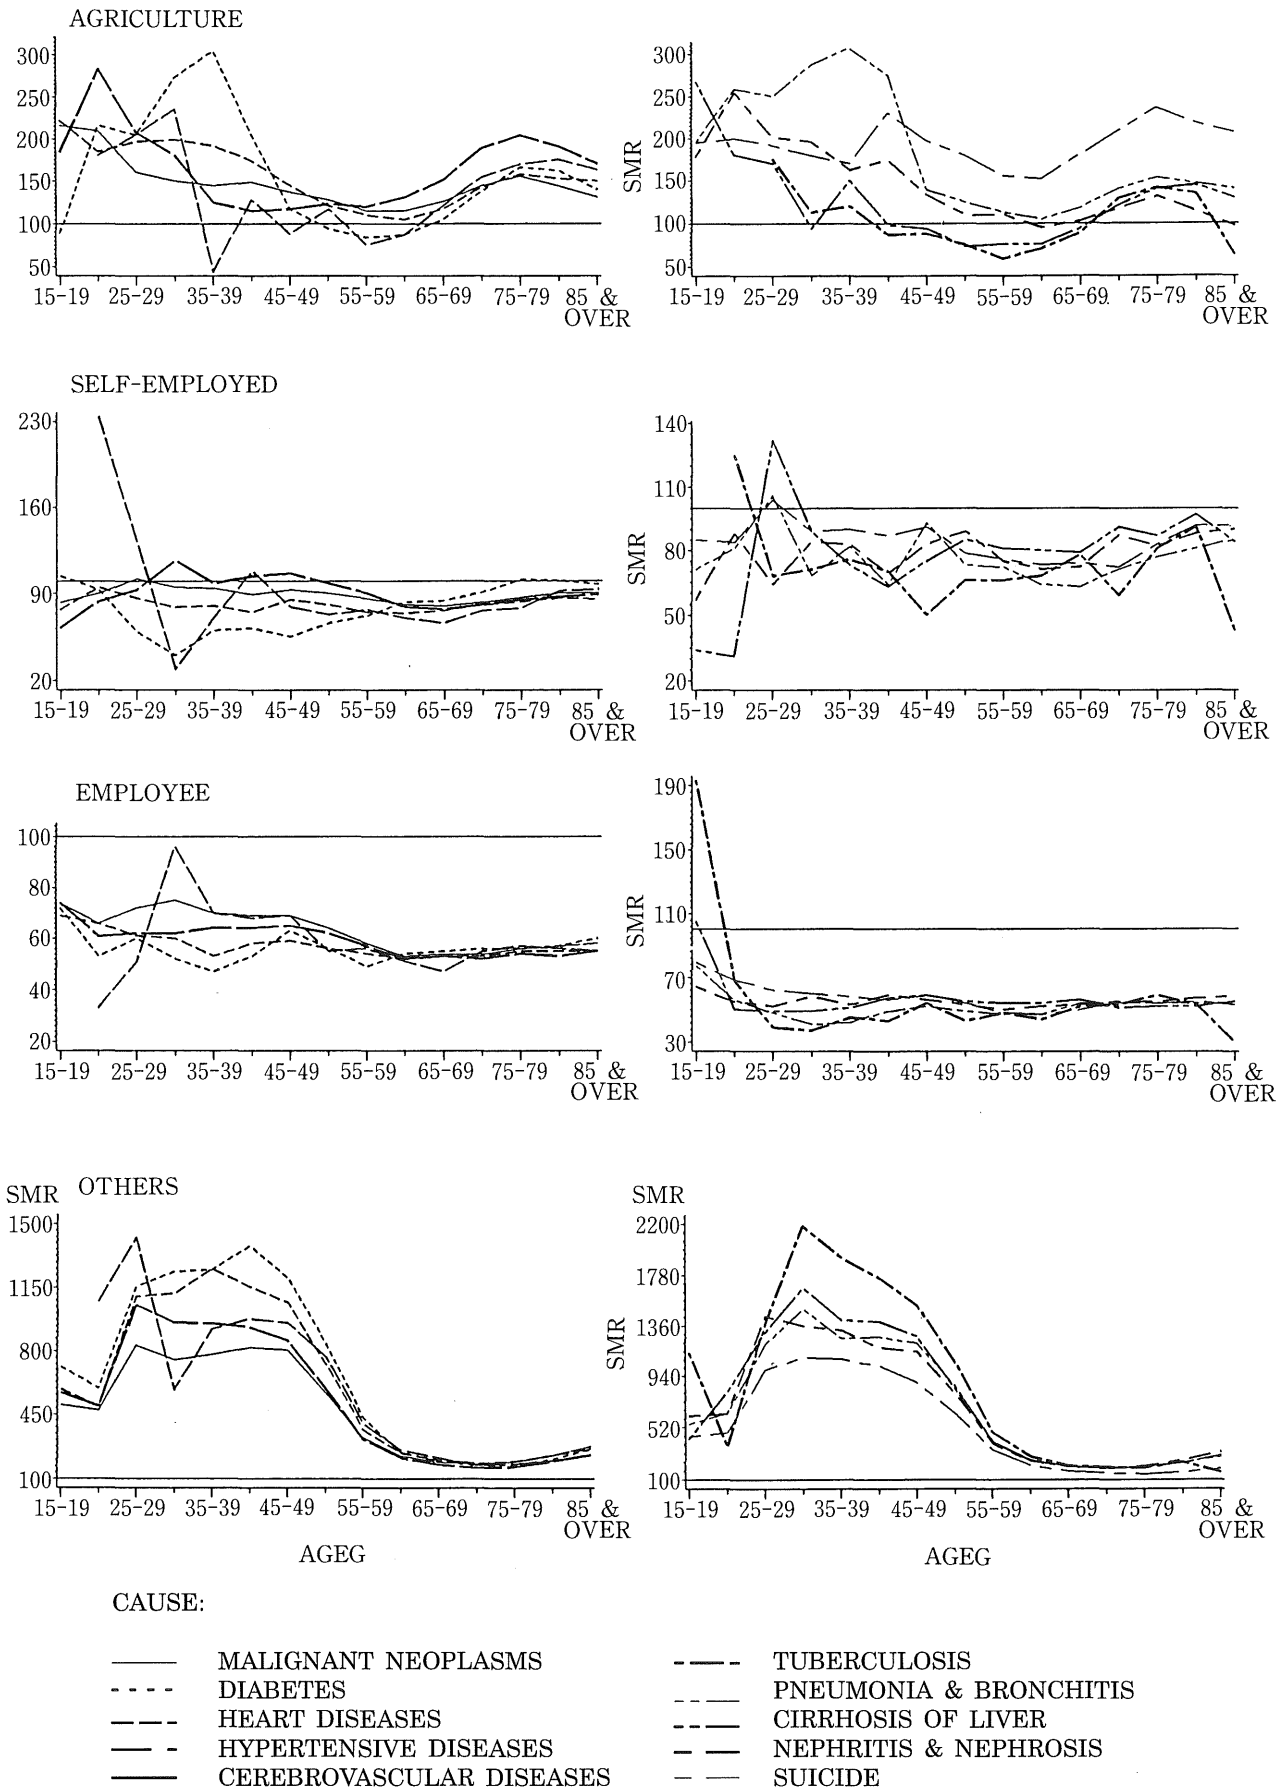 AGRICULTURE
300
250
200
150
100
50
15-19 25-29 35-39 45-49 55-59 65-69 75-79 85 &
OVER
SMR
300
250
200
150
100
50
15-19 25-29 35-39 45-49 55-59 65-69. 75-79 85 &
OVER
SELF-EMPLOYED
230
160
90
20
15-19 25-29 35-39 45-49 55-59 65-69 75-79 85 &
OVER
SMR
140
110
80
50
20
15-19 25-29 35-39 45-49 55-59 65-69 75-79 85 &
OVER
EMPLOYEE
100
80
60
40
20
15-19 25-29 35-39 45-49 55-59 65-69 75-79 85 &
OVER
SMR
190
150
110
70
30
15-19 25-29 35-39 45-49 55-59 65-69 75-79 85 &
OVER
SMR OTHERS
1500
1150
800
450
100
15-19 25-29 35-39 45-49 55-59 65-69 75-79 85 &
OVER
AGEG
SMR
SMR
2200
1780
1360
940
520
100
15-19 25-29 35-39 45-49 55-59 65-69 75-79 85 &
OVER
AGEG
CAUSE:
MALIGNANT NEOPLASMS
DIABETES
HEART DISEASES
HYPERTENSIVE DISEASES
CEREBROVASCULAR DISEASES
TUBERCULOSIS
PNEUMONIA & BRONCHITIS
CIRRHOSIS OF LIVER
NEPHRITIS & NEPHROSIS
SUICIDE